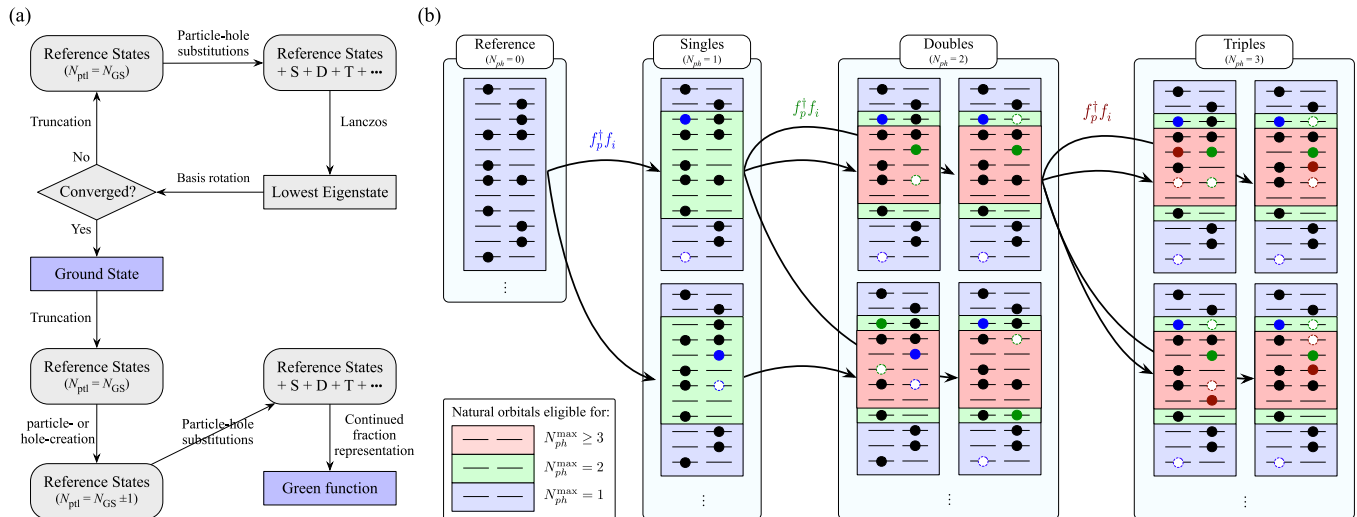 (a)
Reference States
(N_ptl = N_GS)
Particle-hole
substitutions
Reference States
+ S + D + T + •••
Truncation
Lanczos
No
Converged?
Basis rotation
Lowest Eigenstate
Yes
Ground State
Truncation
Reference States
(N_ptl = N_GS)
Reference States
+ S + D + T + •••
particle- or
hole-creation
Particle-hole
substitutions
Continued
fraction
representation
Reference States
(N_ptl = N_GS ±1)
Green function
(b)
Reference
(N_ph = 0)
Singles
(N_ph = 1)
Doubles
(N_ph = 2)
Triples
(N_ph = 3)
f_p^† f_i
f_p^† f_i
f_p^† f_i
⋮
Natural orbitals eligible for:
N_ph^max ≥ 3
N_ph^max = 2
N_ph^max = 1
⋮
⋮
⋮